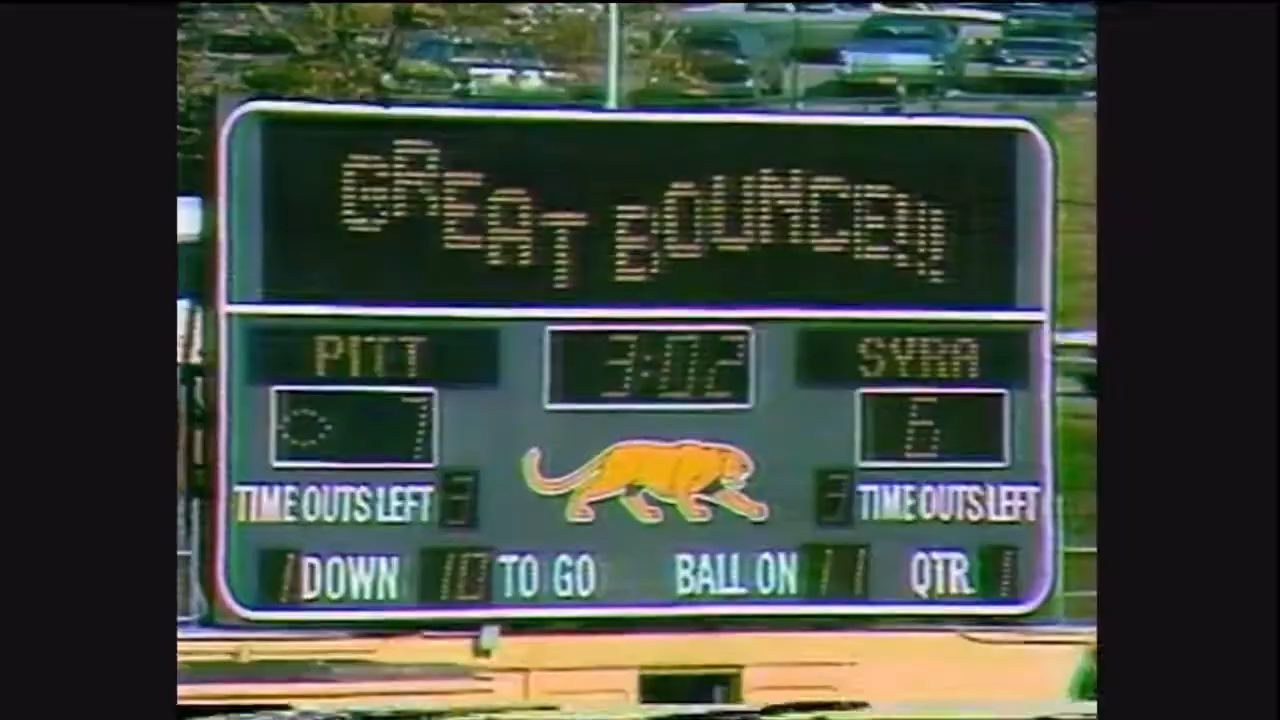 GREAT BOUNCE!!!
PITT 3:02 SYRA
7 6
TIME OUTS LEFT 3 3 TIME OUTS LEFT
1 DOWN 10 TO GO BALL ON 11 QTR. 1